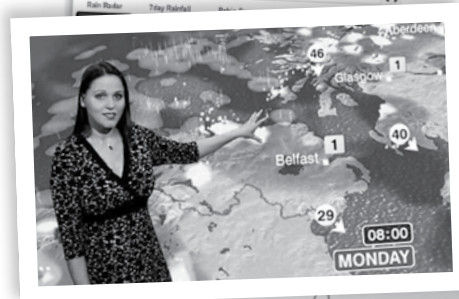 Rain Radar 7day Rainfall
Aberdeen
46
1
Glasgow
40
1
Belfast
29
08:00
MONDAY